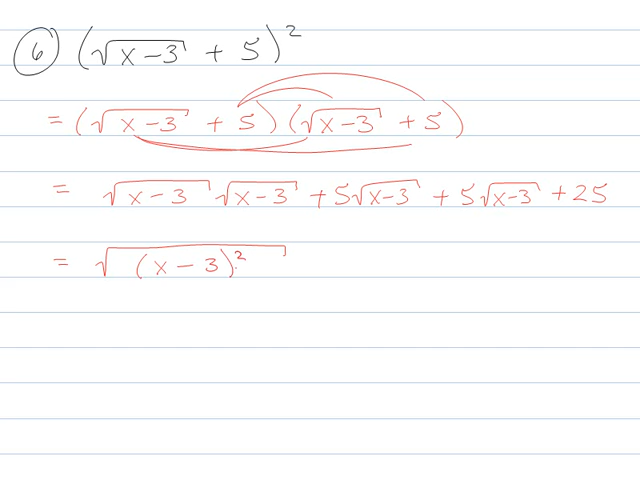 6) (√x-3 + 5)²
= (√x-3 + 5) (√x-3 + 5)
= √x-3 √x-3 + 5√x-3 + 5√x-3 + 25
= √(x-3)²